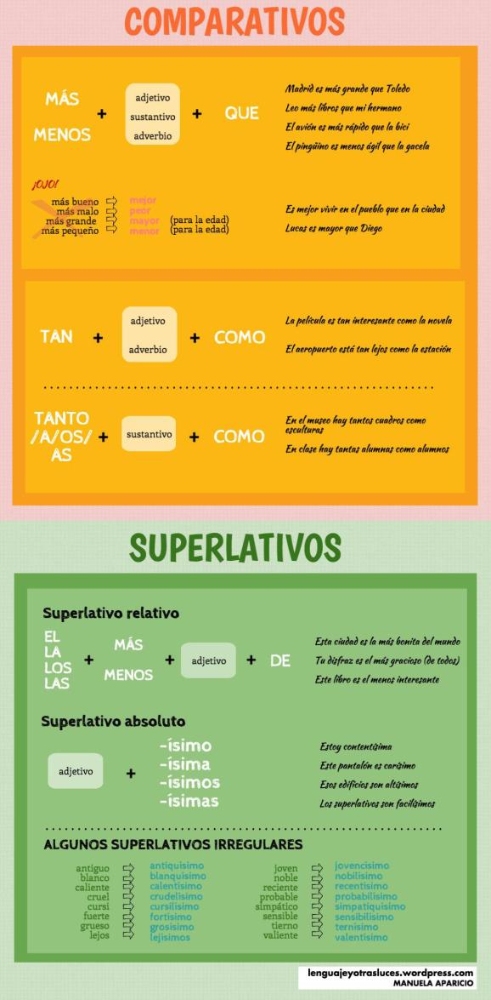 COMPARATIVOS
MÁS
MENOS
+
adjetivo
sustantivo
adverbio
+
QUE
Madrid es más grande que Toledo
Leo más libros que mi hermano
El avión es más rápido que la bici
El pingüino es menos ágil que la gacela
¡OJO!
más bueno mejor
más malo peor
más grande mayor (para la edad)
más pequeño menor (para la edad)
Es mejor vivir en el pueblo que en la ciudad
Lucas es mayor que Diego
TAN
+
adjetivo
adverbio
+
COMO
La película es tan interesante como la novela
El aeropuerto está tan lejos como la estación
TANTO
/A/OS/
AS
+
sustantivo
+
COMO
En el museo hay tantos cuadros como
esculturas
En clase hay tantas alumnas como alumnos
SUPERLATIVOS
Superlativo relativo
EL
LA
LOS
LAS
+
MÁS
MENOS
+
adjetivo
+
DE
Esta ciudad es la más bonita del mundo
Tu disfraz es el más gracioso (de todos)
Este libro es el menos interesante
Superlativo absoluto
adjetivo
+
-ísimo
-ísima
-ísimos
-ísimas
Estoy contentísima
Este pantalón es carísimo
Esos edificios son altísimos
Los superlativos son facilísimos
ALGUNOS SUPERLATIVOS IRREGULARES
antiguo antiquísimo
blanco blanquísimo
caliente calentísimo
cruel crudelísimo
cursi cursilísimo
fuerte fortísimo
grueso grosísimo
lejos lejísimos
joven jovencísimo
noble nobilísimo
reciente recentísimo
probable probabilísimo
simpático simpatiquísimo
sensible sensibilísimo
tierno ternísimo
valiente valentísimo
lenguajeyotrasluces.wordpress.com
MANUELA APARICIO